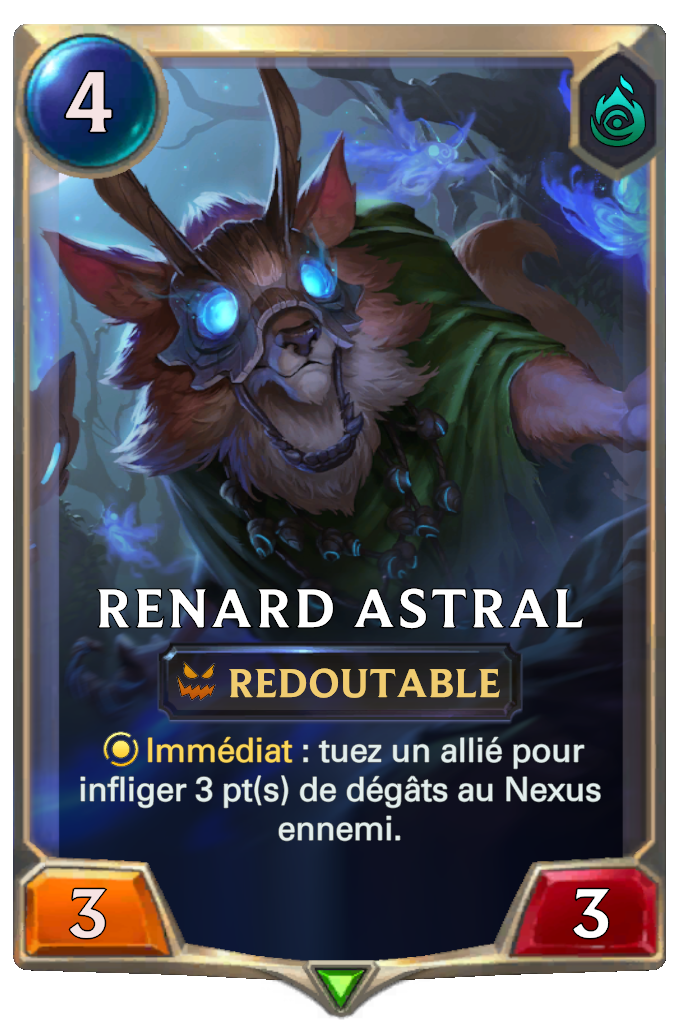 4
RENARD ASTRAL
REDOUTABLE
Immédiat : tuez un allié pour
infliger 3 pt(s) de dégâts au Nexus
ennemi.
3 3